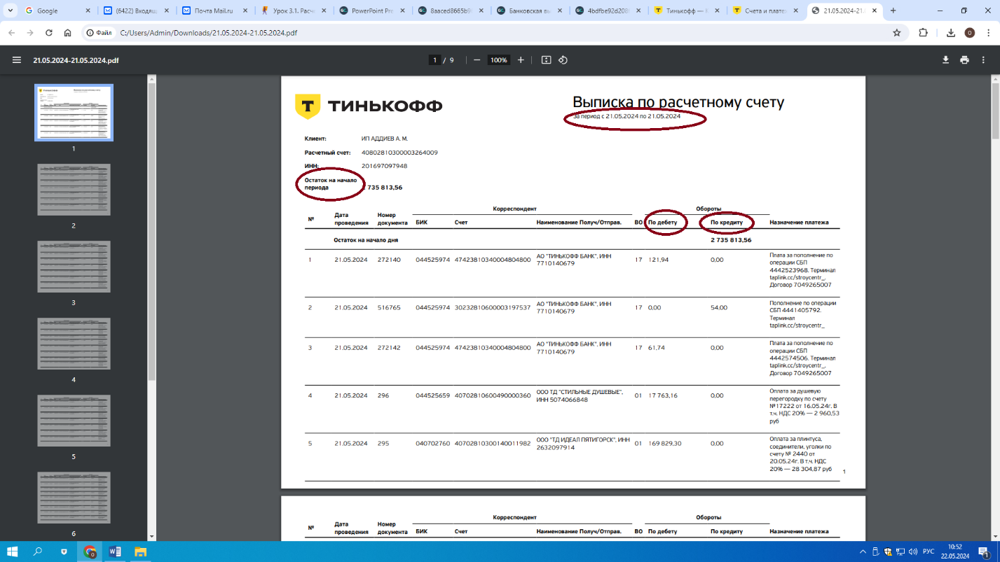 Google
(6422) Входящ
Почта Mail.ru
Урок 3.1. Расч
PowerPoint Pre
8aaced8665b9
Банковская вы
4bdfbe92d208
Тинькофф — К
Счета и платеж
21.05.2024-21.0
Файл C:/Users/Admin/Downloads/21.05.2024-21.05.2024.pdf
21.05.2024-21.05.2024.pdf
1 / 9
100%
1
2
3
4
5
6
ТИНЬКОФФ
Выписка по расчетному счету
За период с 21.05.2024 по 21.05.2024
Клиент: ИП АДДИЕВ А. М.
Расчетный счет: 40802810300003264009
ИНН: 201697097948
Остаток на начало
периода 735 813,56
Корреспондент Обороты
№ Дата проведения Номер документа БИК Счет Наименование Получ/Отправ. ВО По дебету По кредиту Назначение платежа
Остаток на начало дня 2 735 813,56
1 21.05.2024 272140 044525974 47423810340004804800 АО "ТИНЬКОФФ БАНК", ИНН 7710140679 17 121,94 0,00 Плата за пополнение по
операции СБП
4442523968. Терминал
taplink.cc/stroycentr_.
Договор 7049265007
2 21.05.2024 516765 044525974 30232810600003197537 АО "ТИНЬКОФФ БАНК", ИНН 7710140679 17 0,00 54,00 Пополнение по операции
СБП 4441405792.
Терминал
taplink.cc/stroycentr_
3 21.05.2024 272142 044525974 47423810340004804800 АО "ТИНЬКОФФ БАНК", ИНН 7710140679 17 61,74 0,00 Плата за пополнение по
операции СБП
4442574506. Терминал
taplink.cc/stroycentr_.
Договор 7049265007
4 21.05.2024 296 044525659 40702810600490000360 ООО ТД "СТИЛЬНЫЕ ДУШЕВЫЕ", ИНН 5074066848 01 17 763,16 0,00 Оплата за душевую
перегородку по счету
№17222 от 16.05.24г. В
т.ч. НДС 20% — 2 960,53
руб
5 21.05.2024 295 040702760 40702810300140011982 ООО "ТД ИДЕАЛ ПЯТИГОРСК", ИНН 2632097914 01 169 829,30 0,00 Оплата за плинтуса,
соединители, уголки по
счету № 2440 от
20.05.24г. В т.ч. НДС
20% — 28 304,87 руб
1
Корреспондент Обороты
№ Дата проведения Номер документа БИК Счет Наименование Получ/Отправ. ВО По дебету По кредиту Назначение платежа
РУС
10:52
22.05.2024